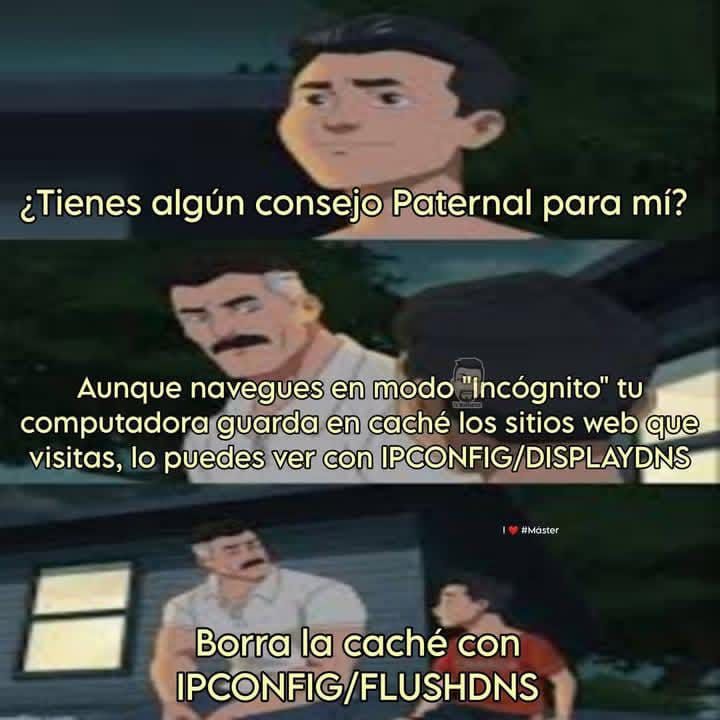 ¿Tienes algún consejo Paternal para mí?
Aunque navegues en modo "Incógnito" tu
computadora guarda en caché los sitios web que
visitas, lo puedes ver con IPCONFIG/DISPLAYDNS
I ❤️ #Máster
Borra la caché con
IPCONFIG/FLUSHDNS